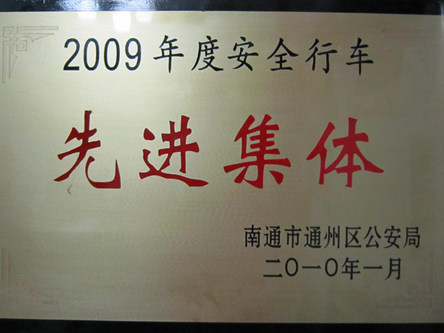 2009年度安全行车
先进集体
南通市通州区公安局
二〇一〇年一月